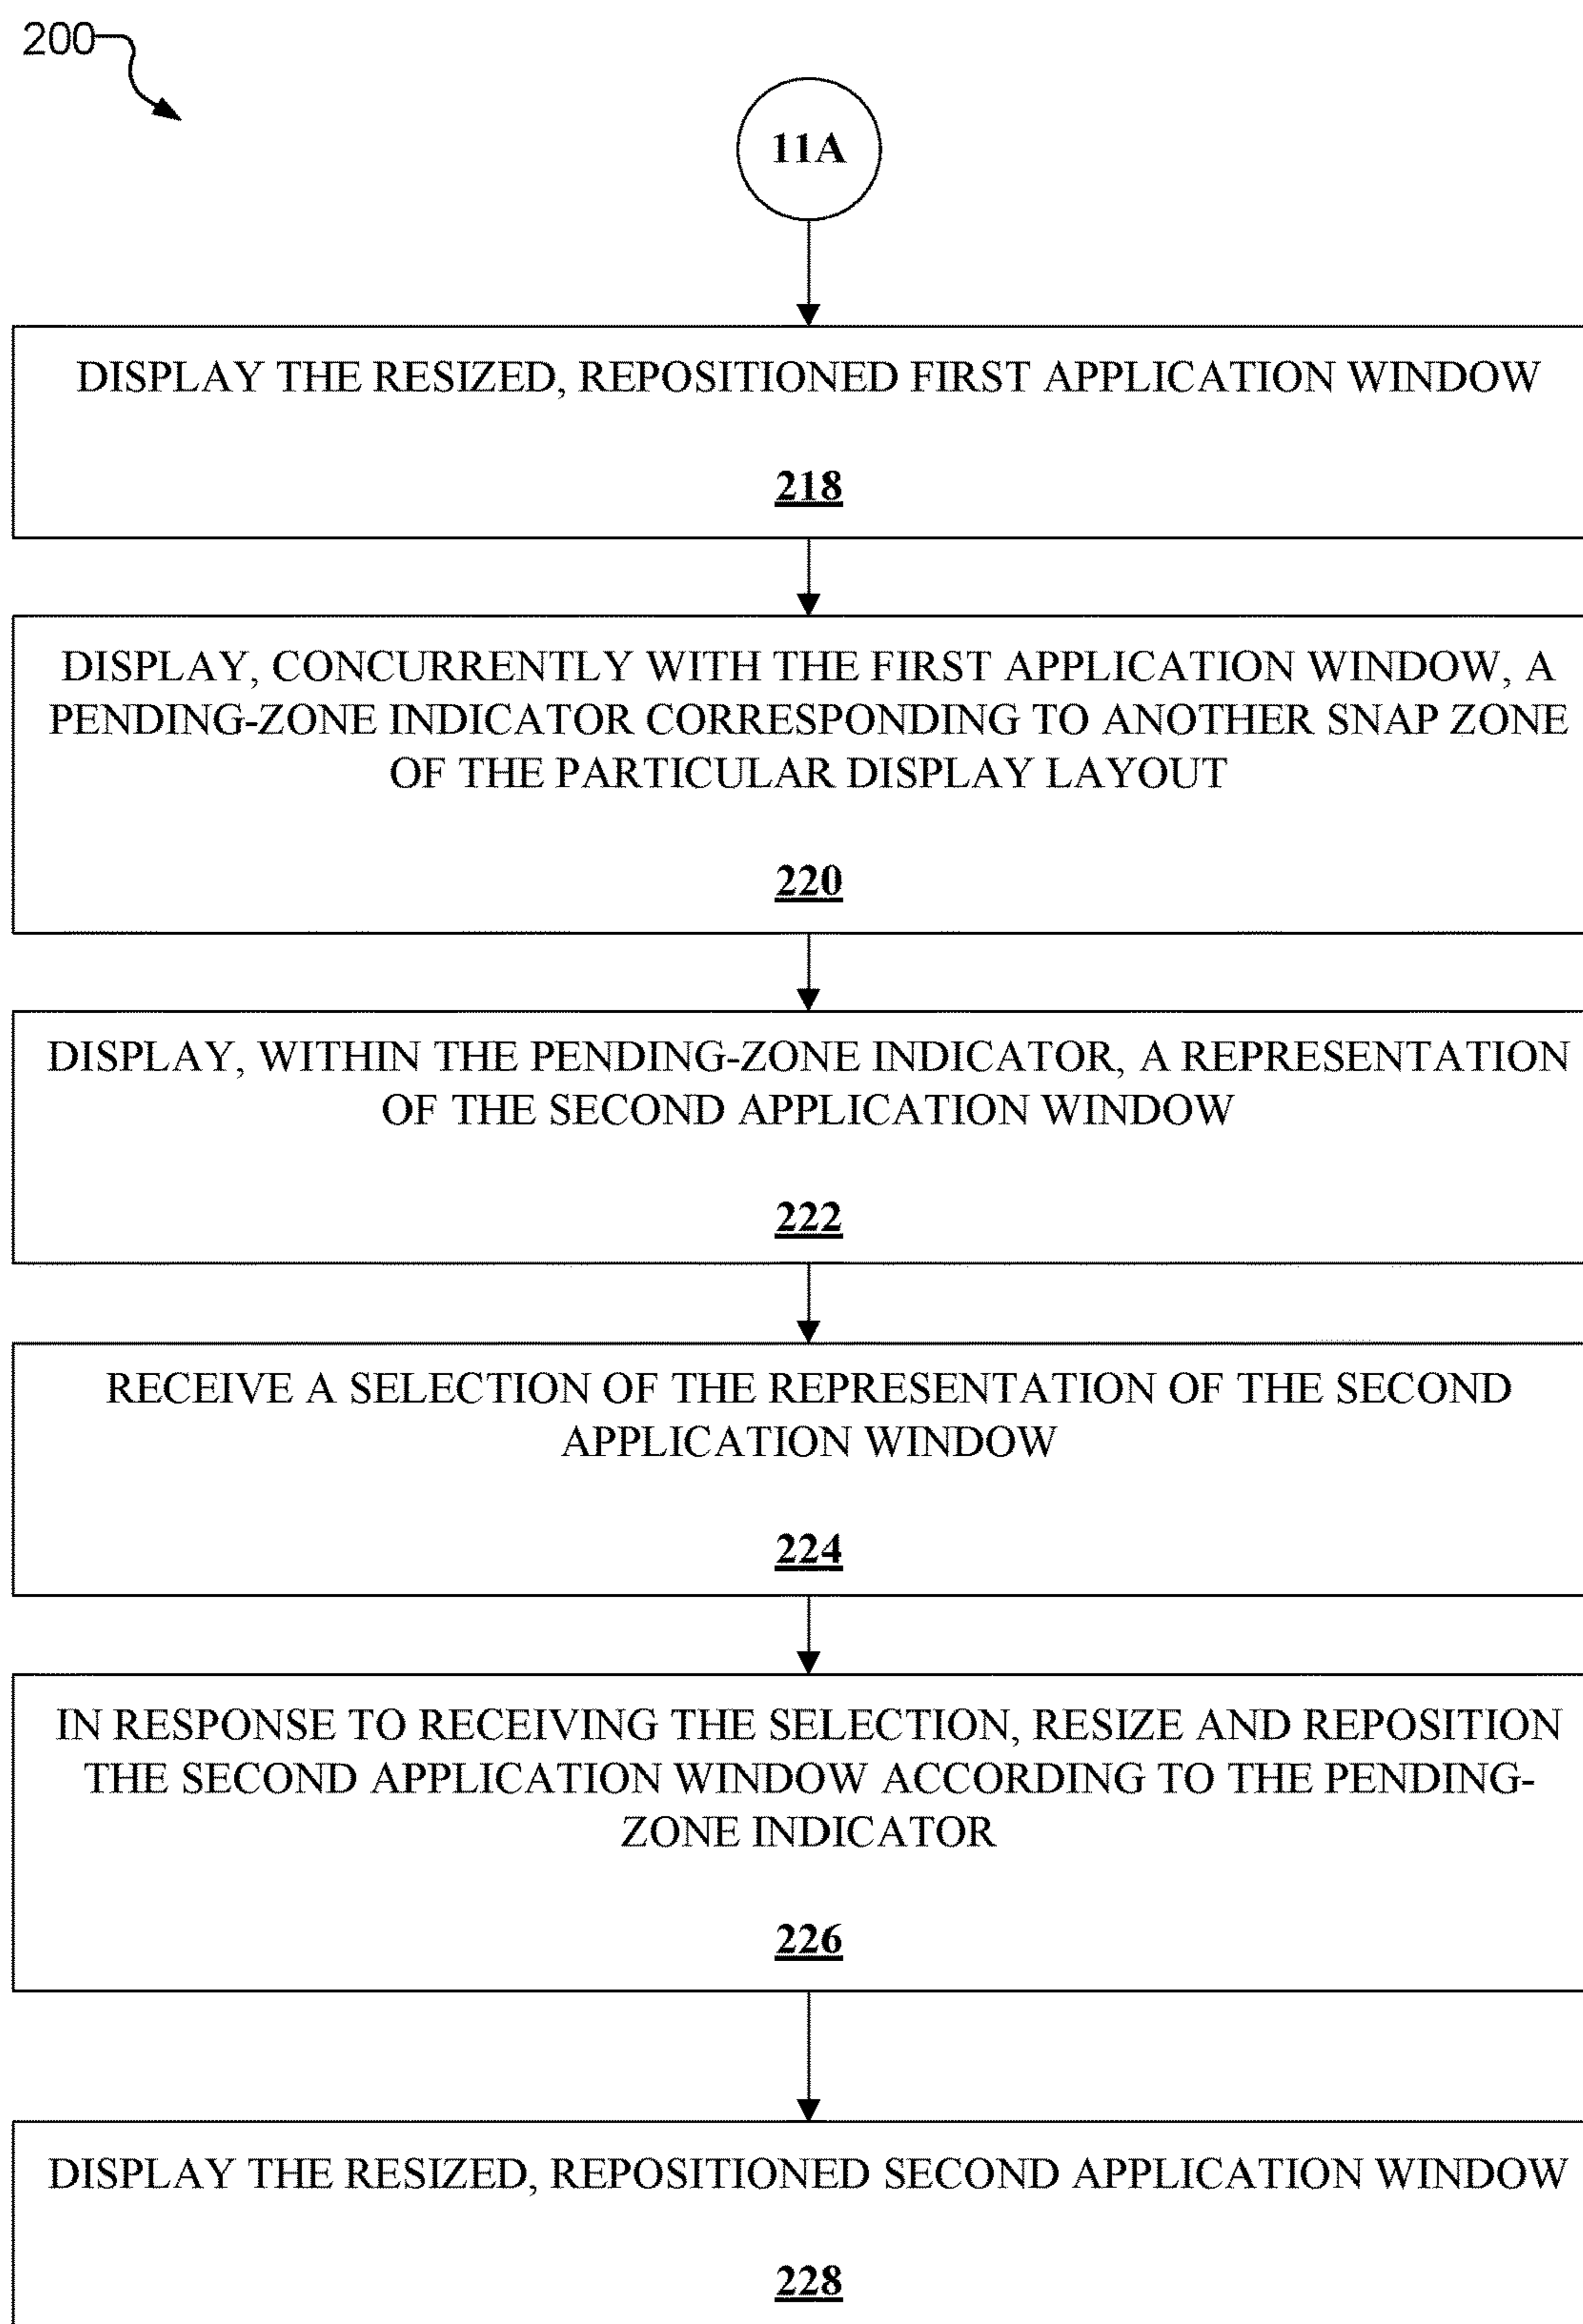 200
11A
DISPLAY THE RESIZED, REPOSITIONED FIRST APPLICATION WINDOW
218
DISPLAY, CONCURRENTLY WITH THE FIRST APPLICATION WINDOW, A
PENDING-ZONE INDICATOR CORRESPONDING TO ANOTHER SNAP ZONE
OF THE PARTICULAR DISPLAY LAYOUT
220
DISPLAY, WITHIN THE PENDING-ZONE INDICATOR, A REPRESENTATION
OF THE SECOND APPLICATION WINDOW
222
RECEIVE A SELECTION OF THE REPRESENTATION OF THE SECOND
APPLICATION WINDOW
224
IN RESPONSE TO RECEIVING THE SELECTION, RESIZE AND REPOSITION
THE SECOND APPLICATION WINDOW ACCORDING TO THE PENDING-
ZONE INDICATOR
226
DISPLAY THE RESIZED, REPOSITIONED SECOND APPLICATION WINDOW
228